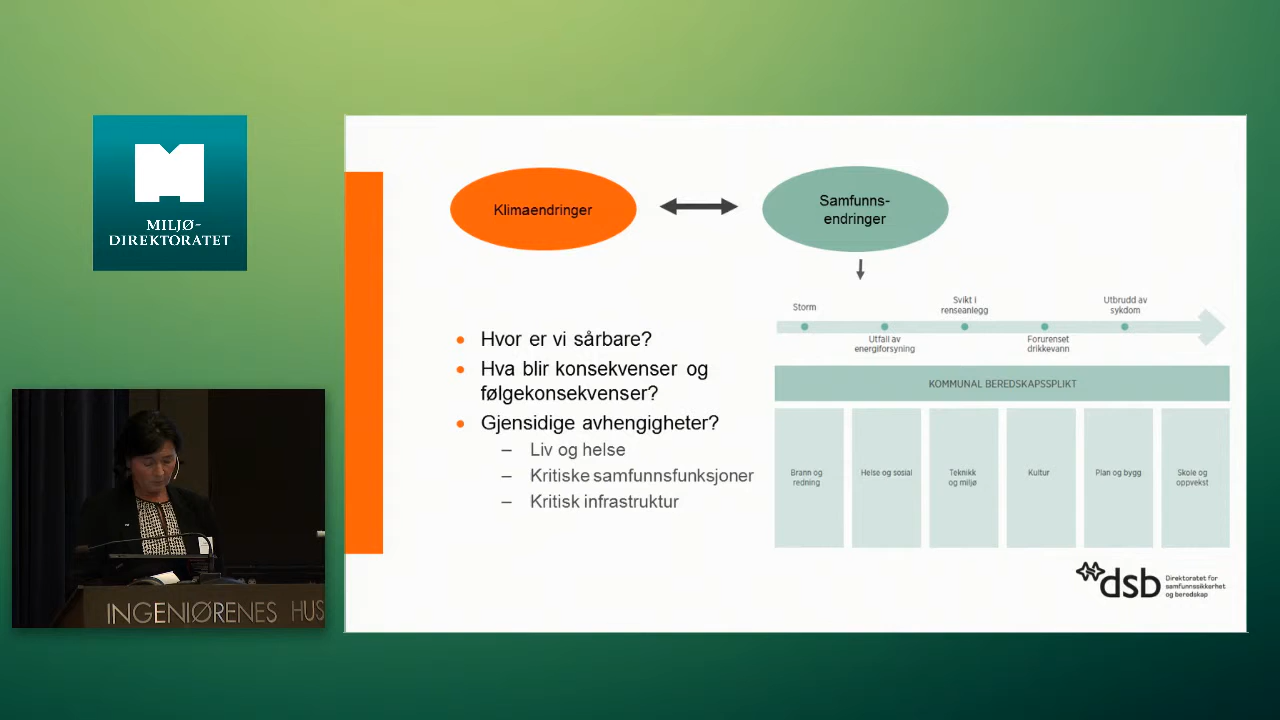 MILJØ-
DIREKTORATET
Klimaendringer
Samfunns-
endringer
Hvor er vi sårbare?
Hva blir konsekvenser og
følgekonsekvenser?
Gjensidige avhengigheter?
– Liv og helse
– Kritiske samfunnsfunksjoner
– Kritisk infrastruktur
Storm
Utfall av
energiforsyning
Svikt i
renseanlegg
Forurenset
drikkevann
Utbrudd av
sykdom
KOMMUNAL BEREDSKAPSSPLIKT
Brann og
redning
Helse og sosial
Teknikk
og miljø
Kultur
Plan og bygg
Skole og
oppvekst
dsb
Direktoratet for
samfunnssikkerhet
og beredskap
INGENIØRENES HUS